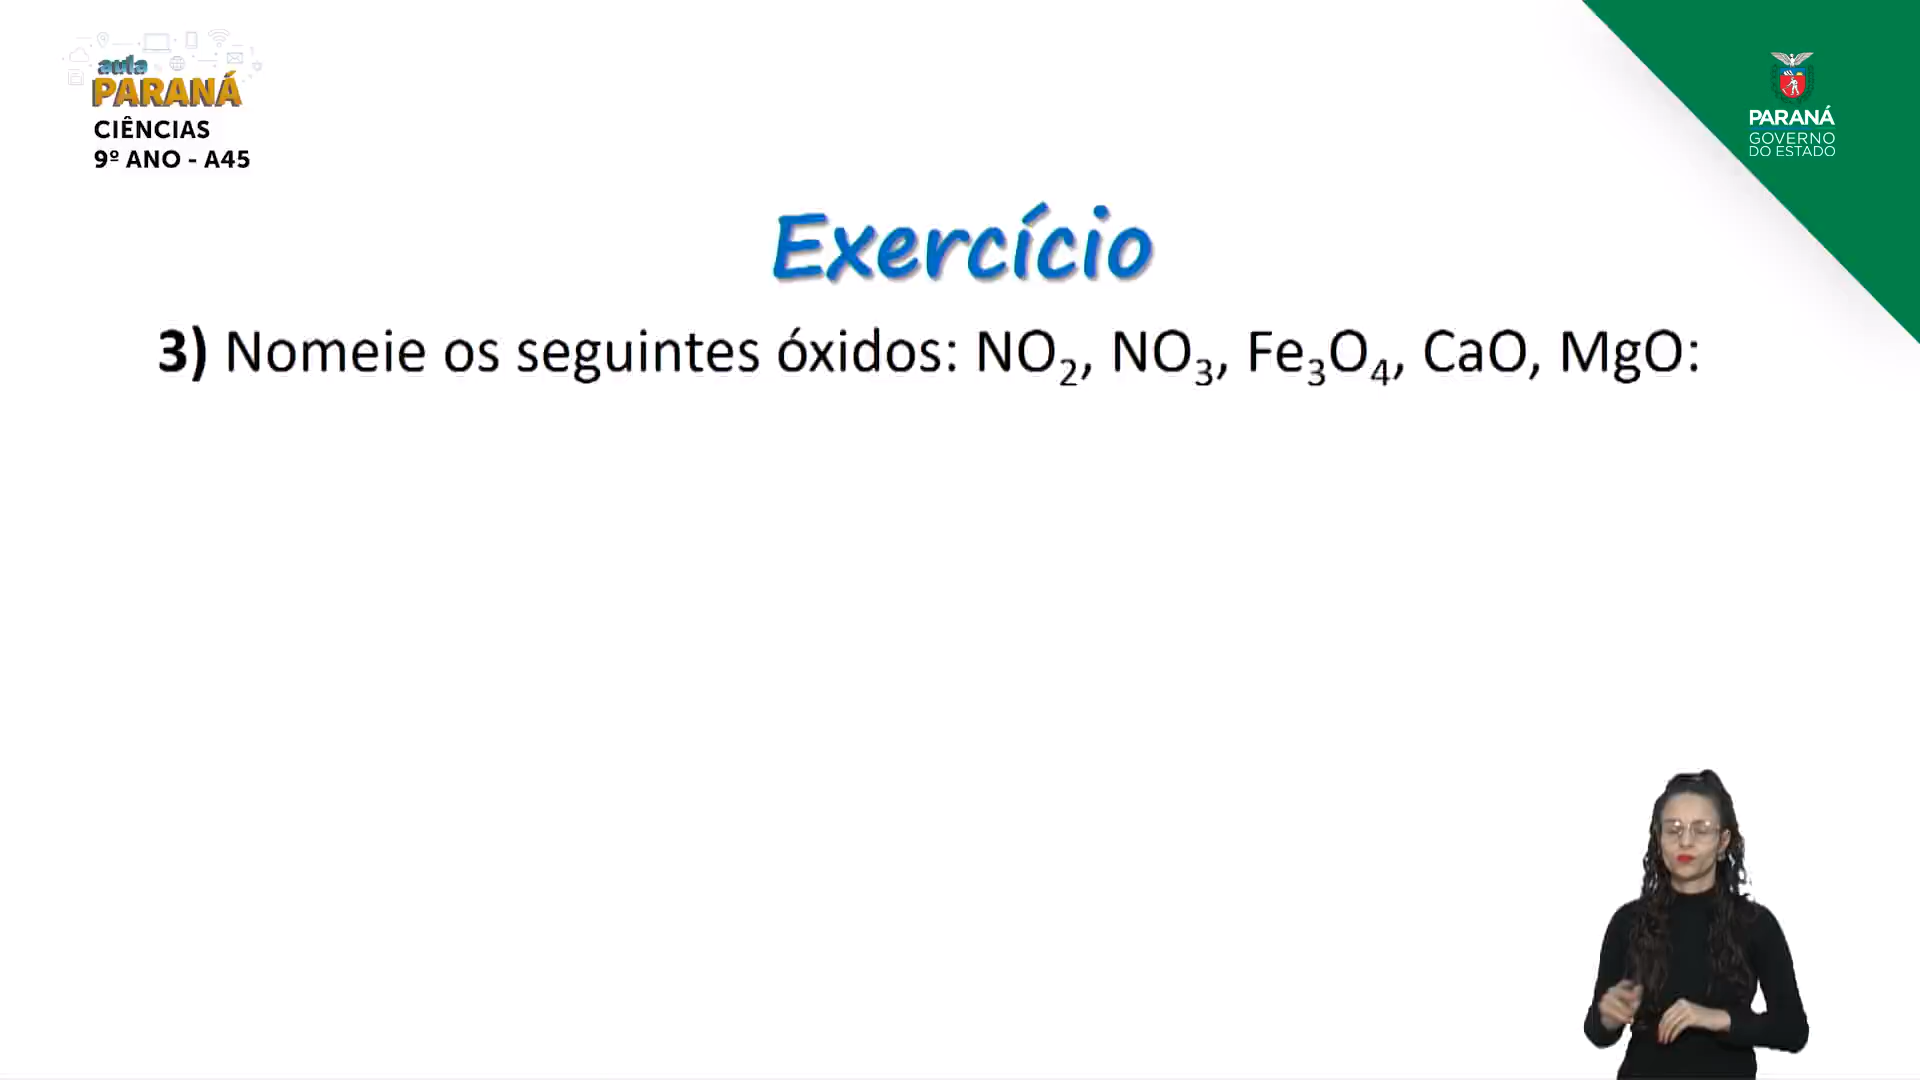 aula
PARANÁ
CIÊNCIAS
9º ANO - A45
PARANÁ
GOVERNO
DO ESTADO
Exercício
3) Nomeie os seguintes óxidos: NO₂, NO₃, Fe₃O₄, CaO, MgO: